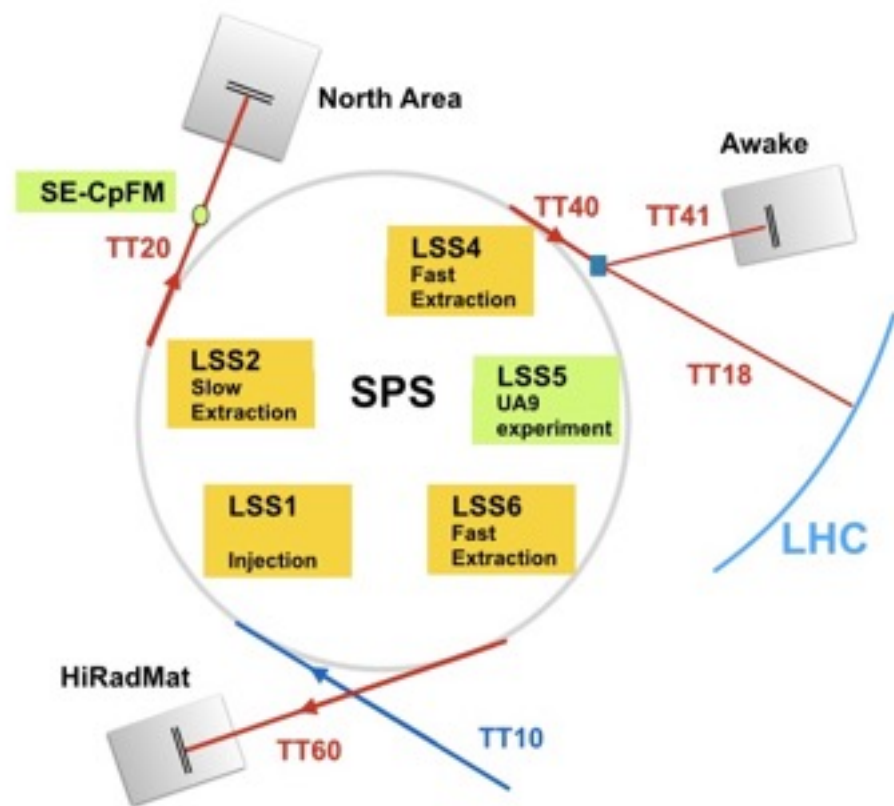 North Area
Awake
SE-CpFM
TT40
TT41
TT20
LSS4
Fast
Extraction
LSS2
Slow
Extraction
SPS
LSS5
UA9
experiment
TT18
LSS1
Injection
LSS6
Fast
Extraction
LHC
HiRadMat
TT60
TT10